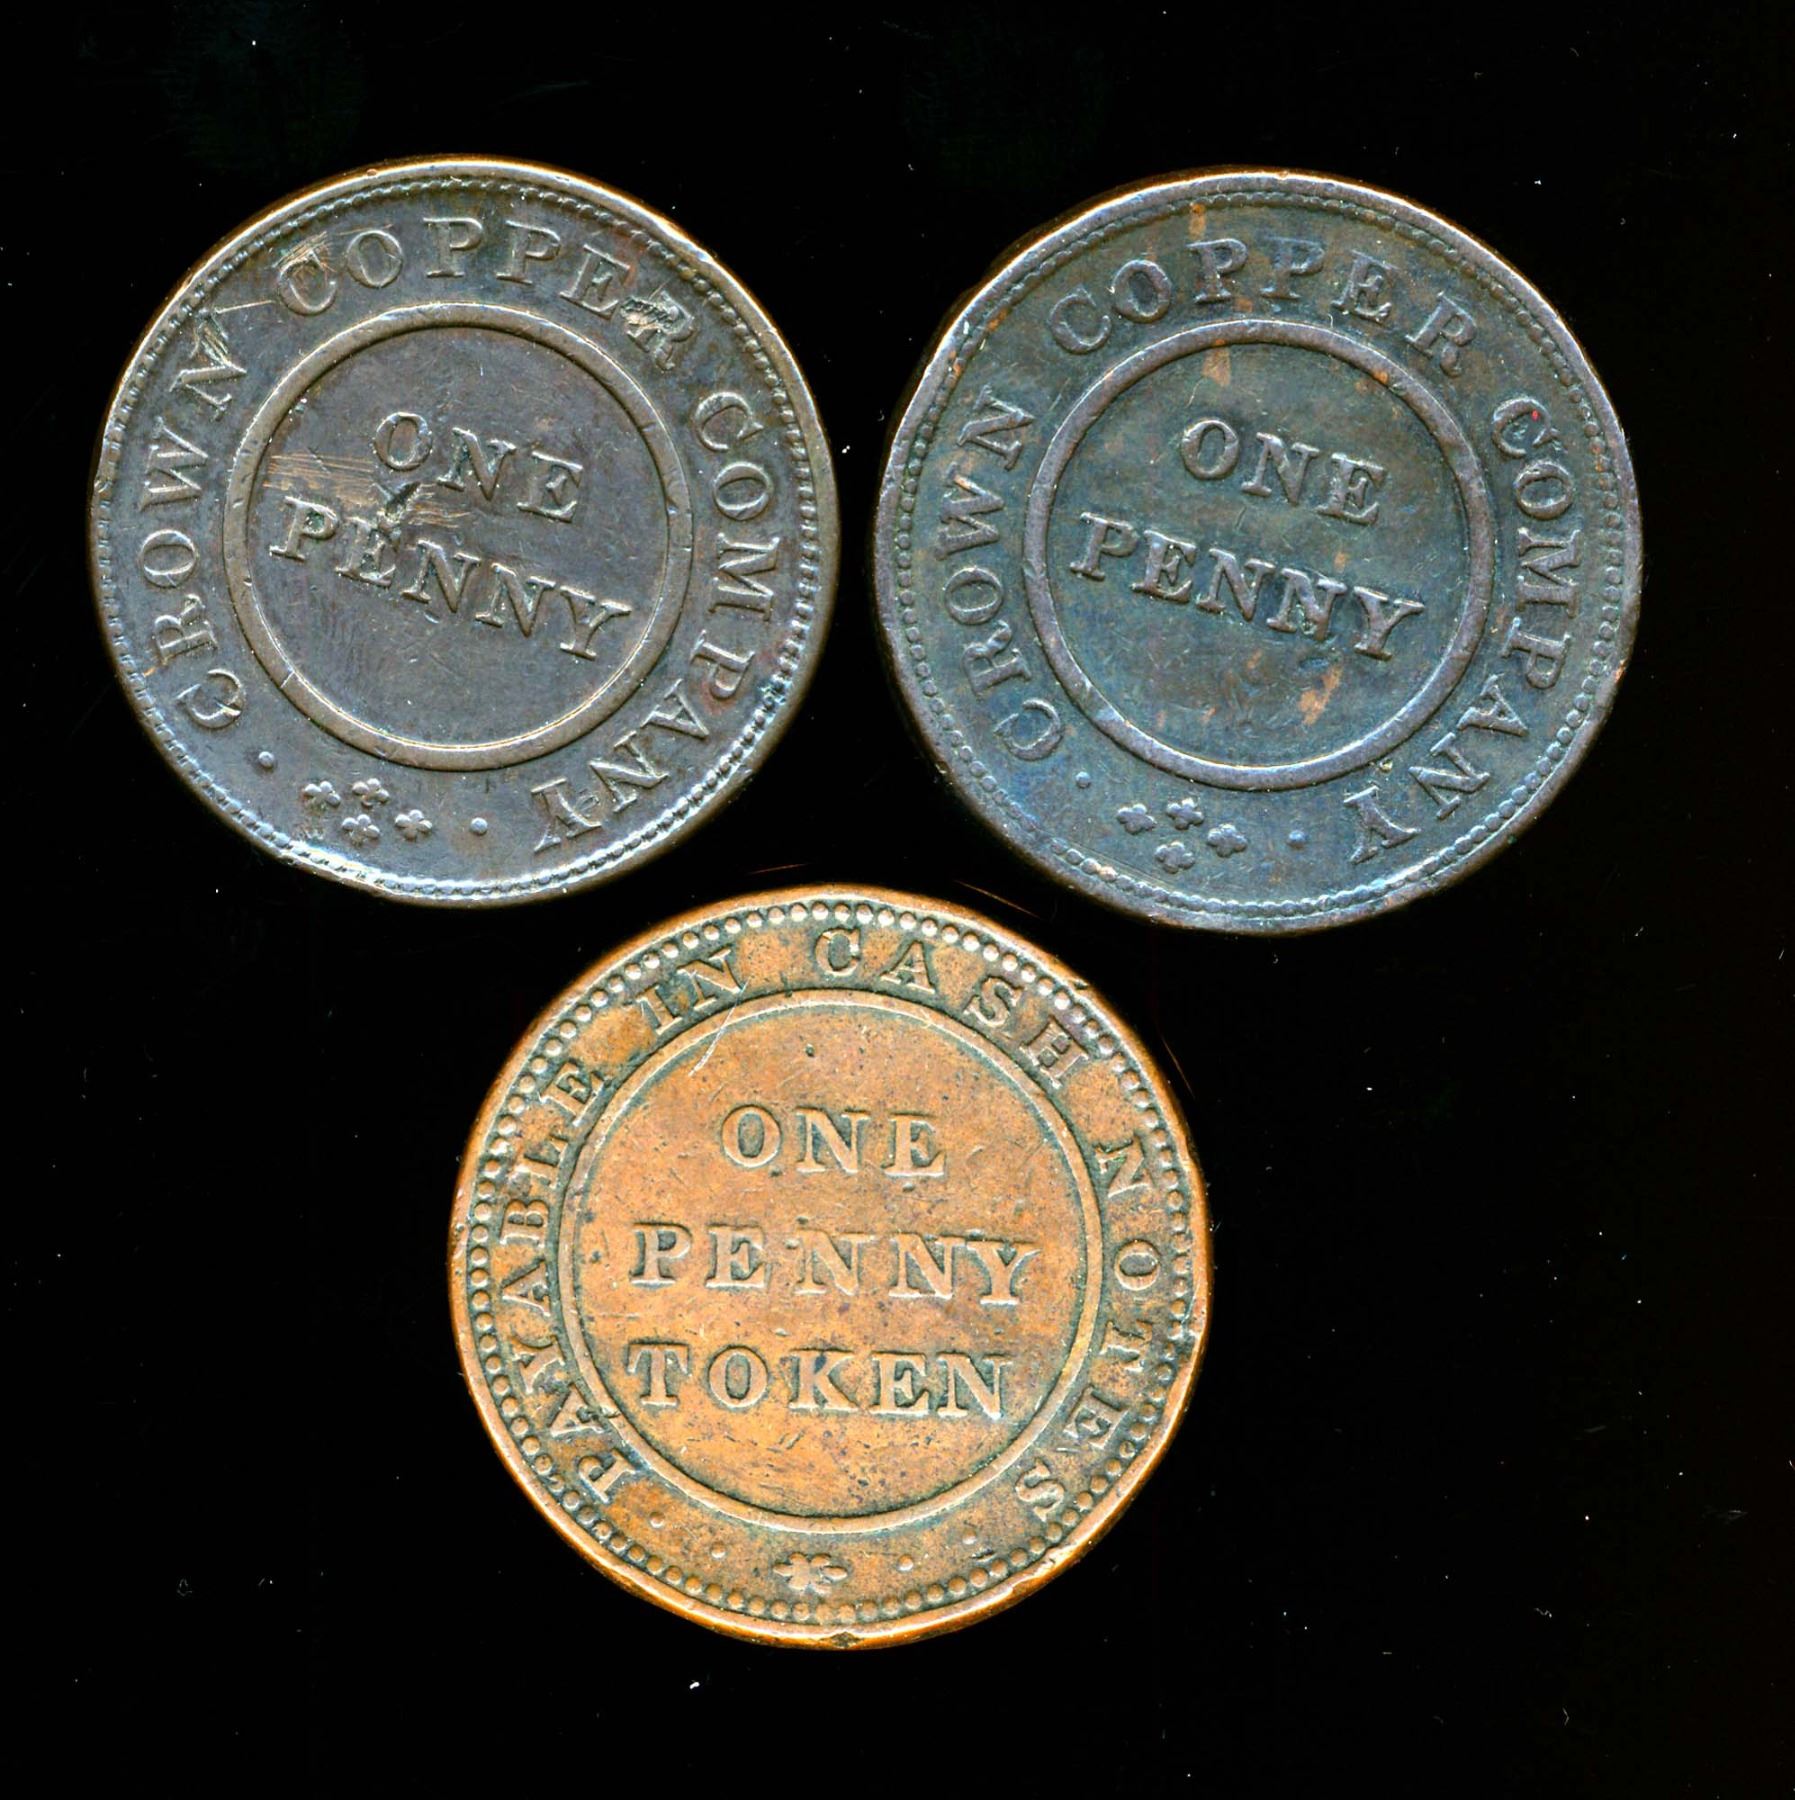 CROWN COPPER COMPANY
ONE
PENNY
CROWN COPPER COMPANY
ONE
PENNY
PAYABLE IN CASH NOTES
ONE
PENNY
TOKEN